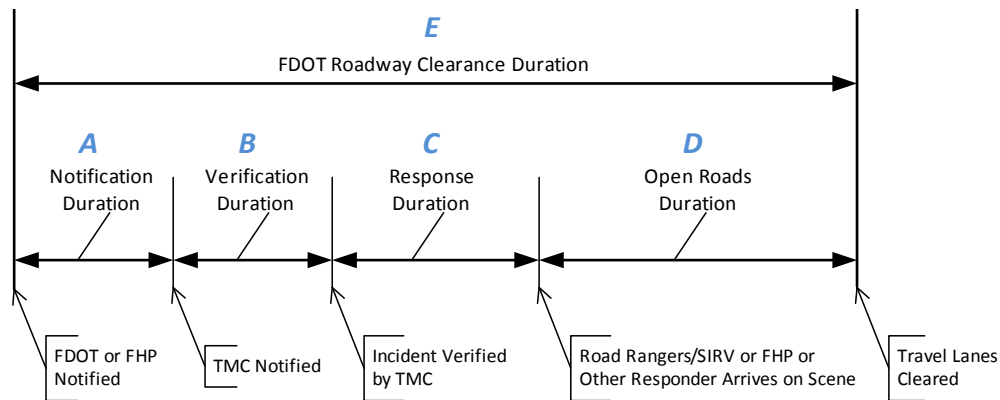 E
FDOT Roadway Clearance Duration
A
Notification
Duration
B
Verification
Duration
C
Response
Duration
D
Open Roads
Duration
FDOT or FHP
Notified
TMC Notified
Incident Verified
by TMC
Road Rangers/SIRV or FHP or
Other Responder Arrives on Scene
Travel Lanes
Cleared